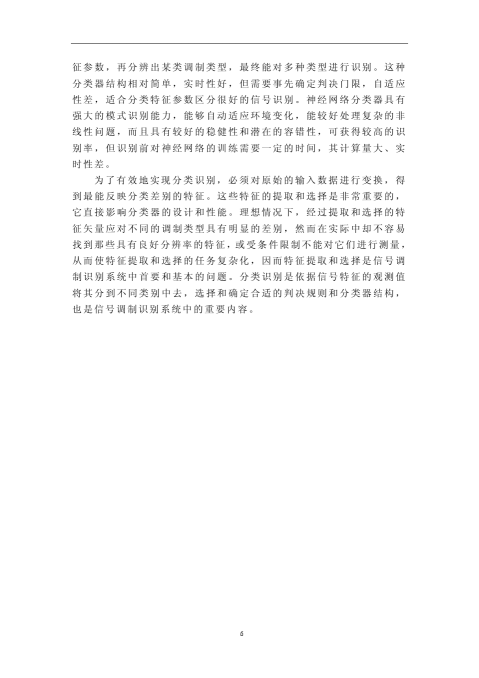 征参数，再分辨出某类调制类型，最终能对多种类型进行识别。这种
分类器结构相对简单，实时性好，但需要事先确定判决门限，自适应
性差，适合分类特征参数区分很好的信号识别。神经网络分类器具有
强大的模式识别能力，能够自动适应环境变化，能较好处理复杂的非
线性问题，而且具有较好的稳健性和潜在的容错性，可获得较高的识
别率，但识别前对神经网络的训练需要一定的时间，其计算量大、实
时性差。
为了有效地实现分类识别，必须对原始的输入数据进行变换，得
到最能反映分类差别的特征。这些特征的提取和选择是非常重要的，
它直接影响分类器的设计和性能。理想情况下，经过提取和选择的特
征矢量应对不同的调制类型具有明显的差别，然而在实际中却不容易
找到那些具有良好分辨率的特征，或受条件限制不能对它们进行测量，
从而使特征提取和选择的任务复杂化，因而特征提取和选择是信号调
制识别系统中首要和基本的问题。分类识别是依据信号特征的观测值
将其分到不同类别中去，选择和确定合适的判决规则和分类器结构，
也是信号调制识别系统中的重要内容。
6